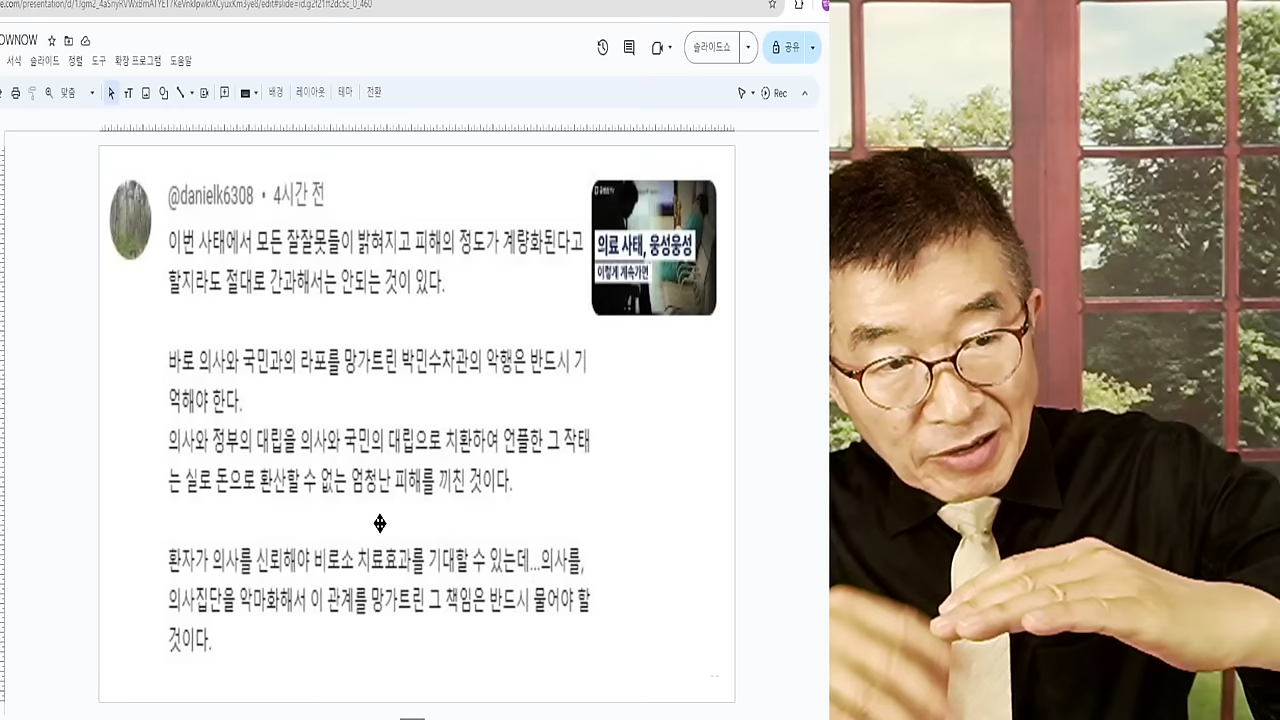 OWNOW
서식 슬라이드 정렬 도구 확장 프로그램 도움말
슬라이드쇼
공유
맞춤
배경 레이아웃 테마 전환
Rec
@danielk6308 • 4시간 전
이번 사태에서 모든 잘잘못들이 밝혀지고 피해의 정도가 계량화된다고
할지라도 절대로 간과해서는 안되는 것이 있다.
의료 사태, 웅성웅성
이렇게 계속가면
바로 의사와 국민과의 라포를 망가트린 박민수차관의 악행은 반드시 기
억해야 한다.
의사와 정부의 대립을 의사와 국민의 대립으로 치환하여 언플한 그 작태
는 실로 돈으로 환산할 수 없는 엄청난 피해를 끼친 것이다.
환자가 의사를 신뢰해야 비로소 치료효과를 기대할 수 있는데...의사를,
의사집단을 악마화해서 이 관계를 망가트린 그 책임은 반드시 물어야 할
것이다.